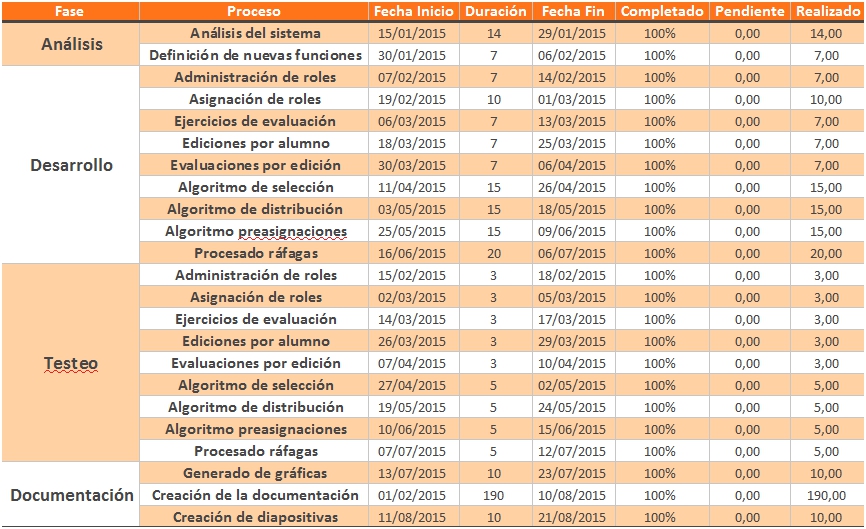 Fase Proceso Fecha Inicio Duración Fecha Fin Completado Pendiente Realizado
Análisis
Análisis del sistema 15/01/2015 14 29/01/2015 100% 0,00 14,00
Definición de nuevas funciones 30/01/2015 7 06/02/2015 100% 0,00 7,00
Desarrollo
Administración de roles 07/02/2015 7 14/02/2015 100% 0,00 7,00
Asignación de roles 19/02/2015 10 01/03/2015 100% 0,00 10,00
Ejercicios de evaluación 06/03/2015 7 13/03/2015 100% 0,00 7,00
Ediciones por alumno 18/03/2015 7 25/03/2015 100% 0,00 7,00
Evaluaciones por edición 30/03/2015 7 06/04/2015 100% 0,00 7,00
Algoritmo de selección 11/04/2015 15 26/04/2015 100% 0,00 15,00
Algoritmo de distribución 03/05/2015 15 18/05/2015 100% 0,00 15,00
Algoritmo preasignaciones 25/05/2015 15 09/06/2015 100% 0,00 15,00
Procesado ráfagas 16/06/2015 20 06/07/2015 100% 0,00 20,00
Testeo
Administración de roles 15/02/2015 3 18/02/2015 100% 0,00 3,00
Asignación de roles 02/03/2015 3 05/03/2015 100% 0,00 3,00
Ejercicios de evaluación 14/03/2015 3 17/03/2015 100% 0,00 3,00
Ediciones por alumno 26/03/2015 3 29/03/2015 100% 0,00 3,00
Evaluaciones por edición 07/04/2015 3 10/04/2015 100% 0,00 3,00
Algoritmo de selección 27/04/2015 5 02/05/2015 100% 0,00 5,00
Algoritmo de distribución 19/05/2015 5 24/05/2015 100% 0,00 5,00
Algoritmo preasignaciones 10/06/2015 5 15/06/2015 100% 0,00 5,00
Procesado ráfagas 07/07/2015 5 12/07/2015 100% 0,00 5,00
Documentación
Generado de gráficas 13/07/2015 10 23/07/2015 100% 0,00 10,00
Creación de la documentación 01/02/2015 190 10/08/2015 100% 0,00 190,00
Creación de diapositivas 11/08/2015 10 21/08/2015 100% 0,00 10,00